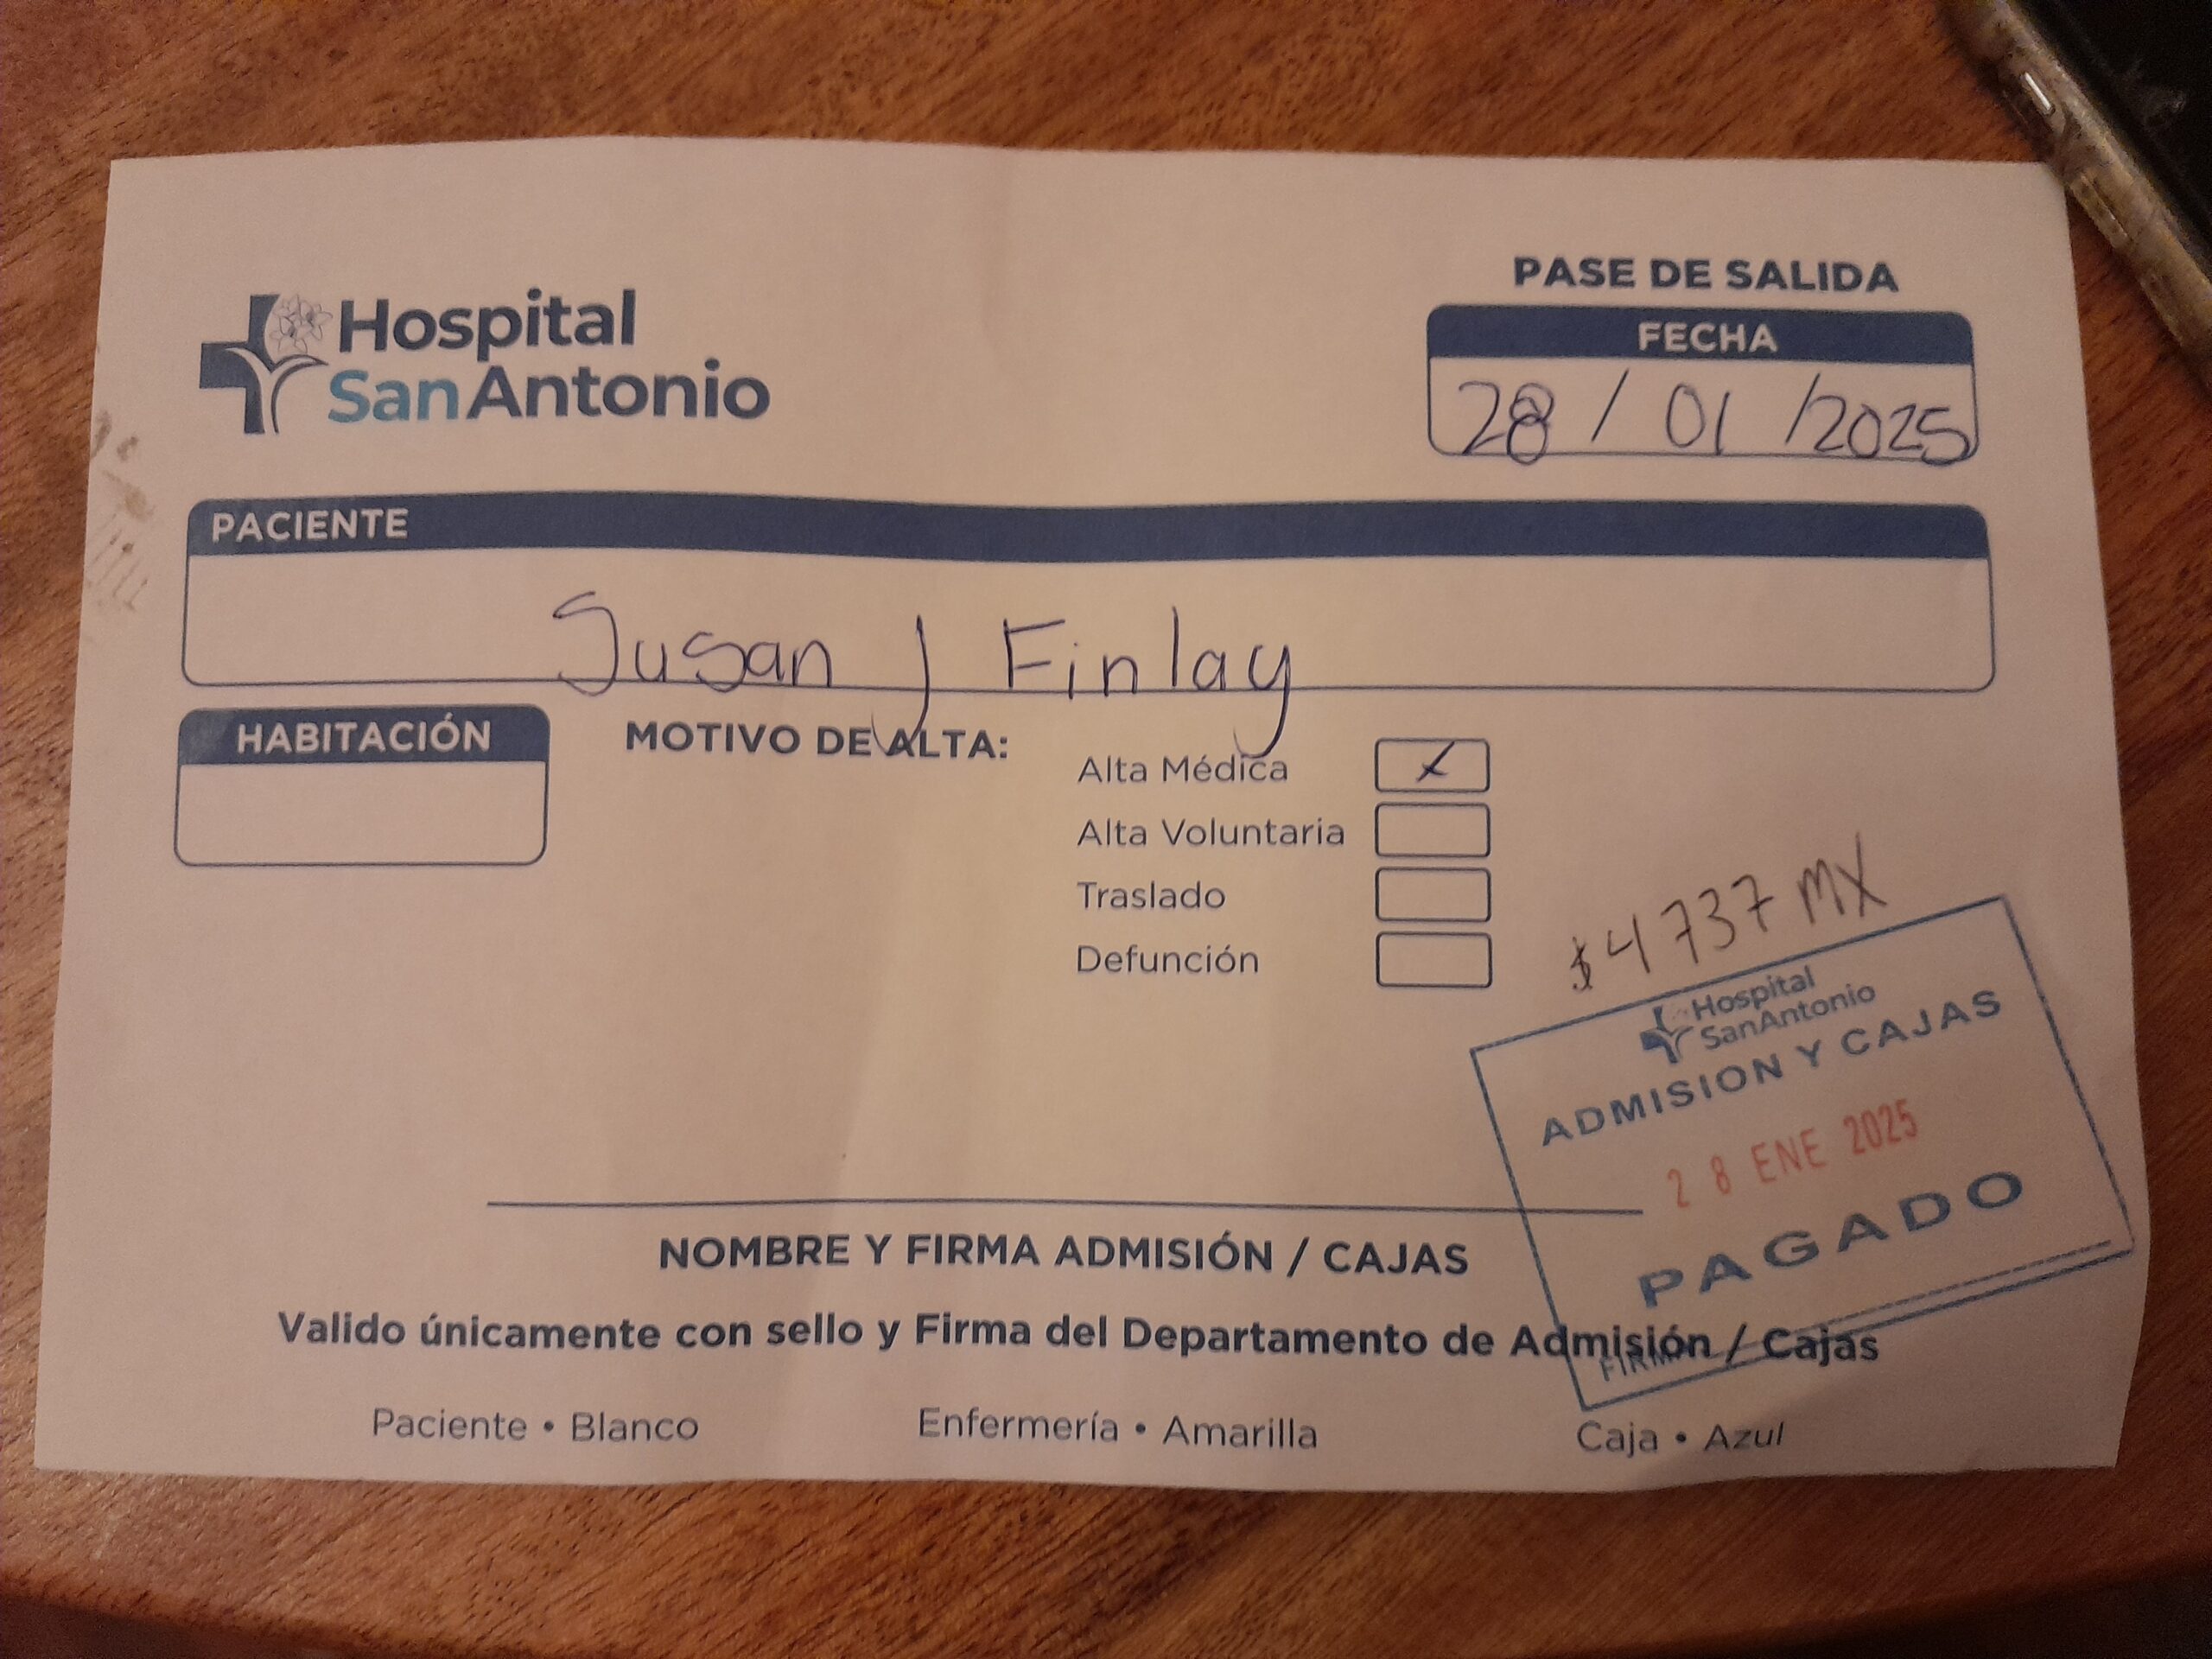 Hospital
SanAntonio
PASE DE SALIDA
FECHA
28 / 01 / 2025
PACIENTE
Susan J Finlay
HABITACIÓN
MOTIVO DE ALTA:
Alta Médica x
Alta Voluntaria
Traslado
Defunción
$4737 MX
Hospital
SanAntonio
ADMISION Y CAJAS
28 ENE 2025
PAGADO
FIRMA
NOMBRE Y FIRMA ADMISIÓN / CAJAS
Valido únicamente con sello y Firma del Departamento de Admisión / Cajas
Paciente • Blanco Enfermería • Amarilla Caja • Azul